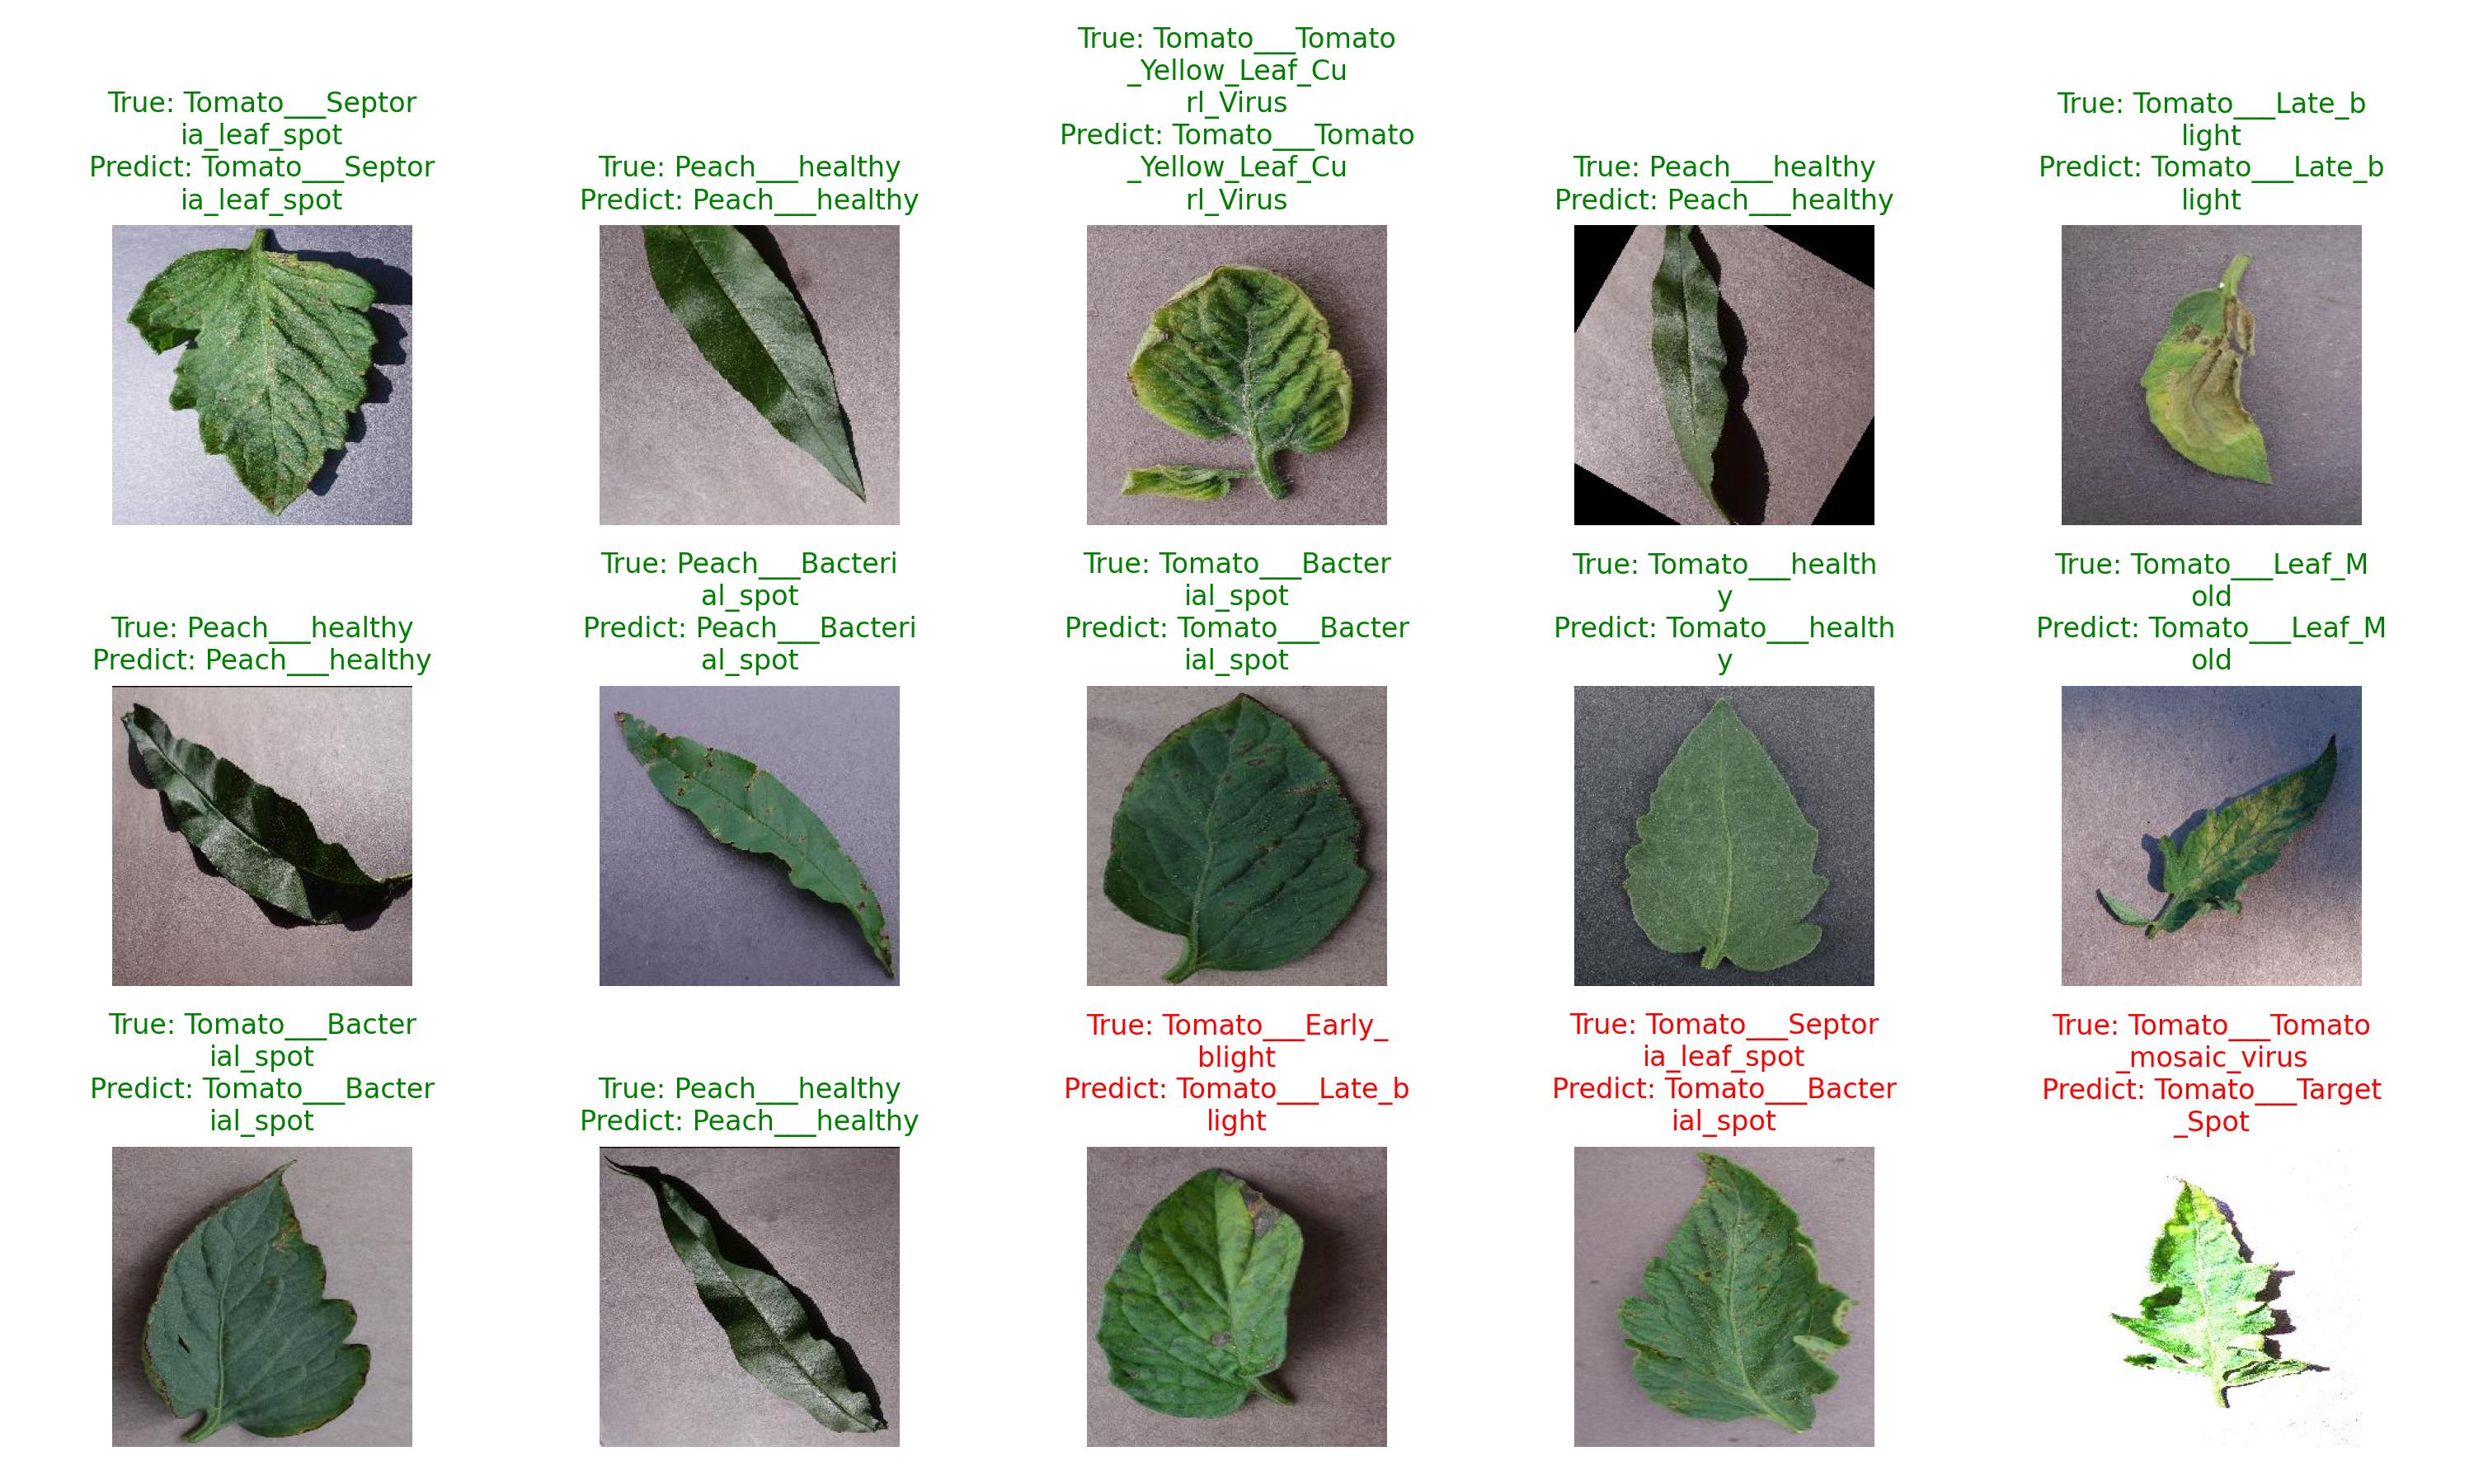 True: Tomato___Septor
ia_leaf_spot
Predict: Tomato___Septor
ia_leaf_spot
True: Peach___healthy
Predict: Peach___healthy
True: Tomato___Tomato
_Yellow_Leaf_Cu
rl_Virus
Predict: Tomato___Tomato
_Yellow_Leaf_Cu
rl_Virus
True: Peach___healthy
Predict: Peach___healthy
True: Tomato___Late_b
light
Predict: Tomato___Late_b
light
True: Peach___healthy
Predict: Peach___healthy
True: Peach___Bacteri
al_spot
Predict: Peach___Bacteri
al_spot
True: Tomato___Bacter
ial_spot
Predict: Tomato___Bacter
ial_spot
True: Tomato___health
y
Predict: Tomato___health
y
True: Tomato___Leaf_M
old
Predict: Tomato___Leaf_M
old
True: Tomato___Bacter
ial_spot
Predict: Tomato___Bacter
ial_spot
True: Peach___healthy
Predict: Peach___healthy
True: Tomato___Early_
blight
Predict: Tomato___Late_b
light
True: Tomato___Septor
ia_leaf_spot
Predict: Tomato___Bacter
ial_spot
True: Tomato___Tomato
_mosaic_virus
Predict: Tomato___Target
_Spot